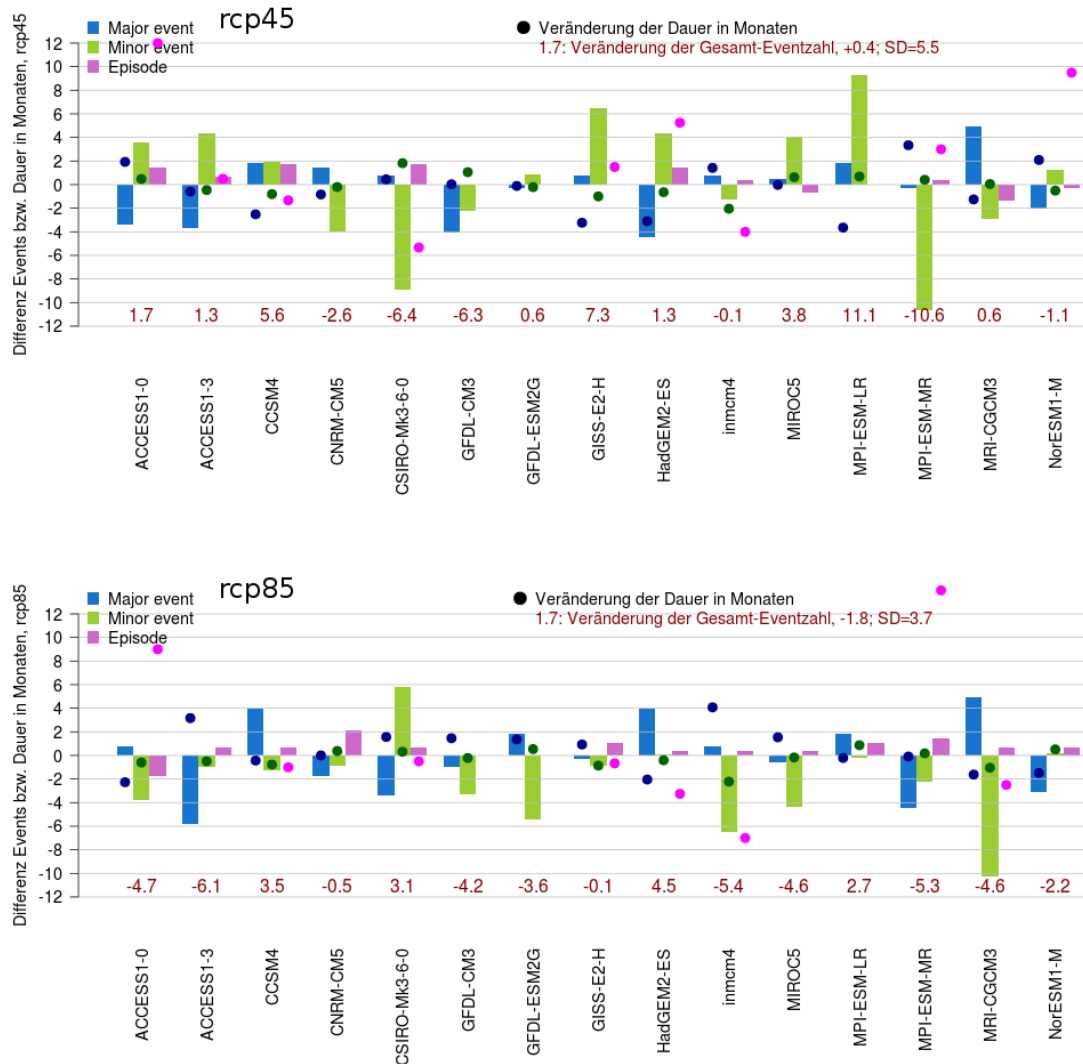 rcp45
Major event
Minor event
Episode
Veränderung der Dauer in Monaten
1.7: Veränderung der Gesamt-Eventzahl, +0.4; SD=5.5
Differenz Events bzw. Dauer in Monaten, rcp45
12
10
8
6
4
2
0
-2
-4
-6
-8
-10
-12
1.7 1.3 5.6 -2.6 -6.4 -6.3 0.6 7.3 1.3 -0.1 3.8 11.1 -10.6 0.6 -1.1
ACCESS1-0
ACCESS1-3
CCSM4
CNRM-CM5
CSIRO-Mk3-6-0
GFDL-CM3
GFDL-ESM2G
GISS-E2-H
HadGEM2-ES
inmcm4
MIROC5
MPI-ESM-LR
MPI-ESM-MR
MRI-CGCM3
NorESM1-M
rcp85
Major event
Minor event
Episode
Veränderung der Dauer in Monaten
1.7: Veränderung der Gesamt-Eventzahl, -1.8; SD=3.7
Differenz Events bzw. Dauer in Monaten, rcp85
12
10
8
6
4
2
0
-2
-4
-6
-8
-10
-12
-4.7 -6.1 3.5 -0.5 3.1 -4.2 -3.6 -0.1 4.5 -5.4 -4.6 2.7 -5.3 -4.6 -2.2
ACCESS1-0
ACCESS1-3
CCSM4
CNRM-CM5
CSIRO-Mk3-6-0
GFDL-CM3
GFDL-ESM2G
GISS-E2-H
HadGEM2-ES
inmcm4
MIROC5
MPI-ESM-LR
MPI-ESM-MR
MRI-CGCM3
NorESM1-M